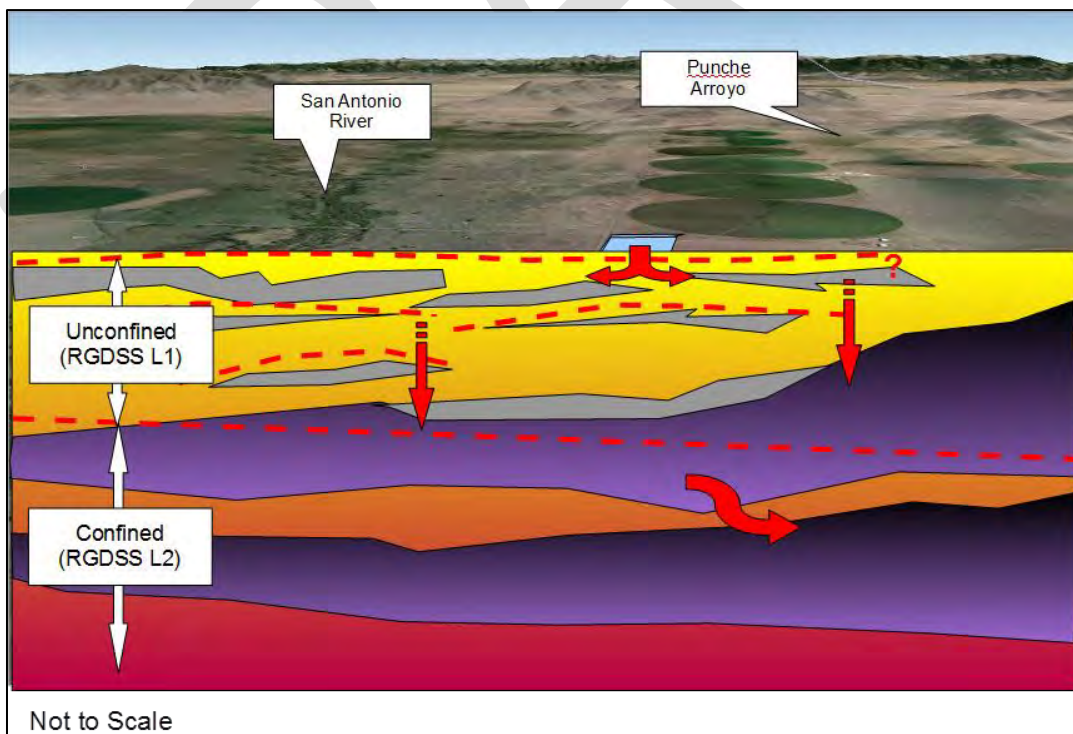 Punche
Arroyo
San Antonio
River
?
Unconfined
(RGDSS L1)
Confined
(RGDSS L2)
Not to Scale